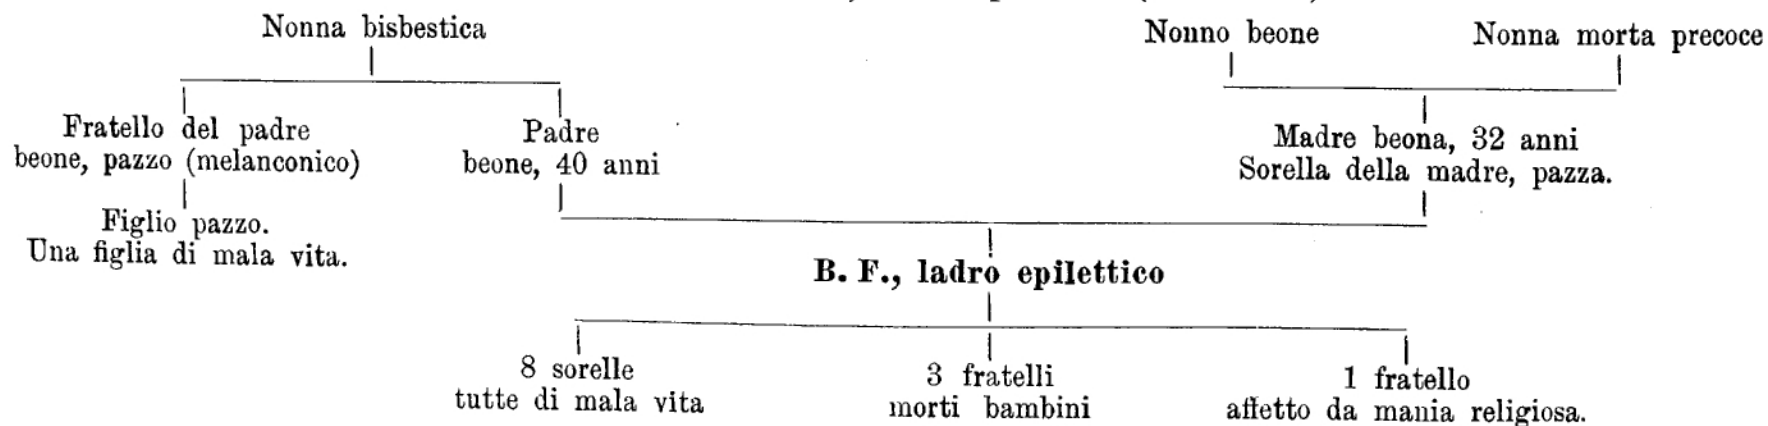 Nonna bisbestica
Nonno beone
Nonna morta precoce
Fratello del padre
beone, pazzo (melanconico)
Padre
beone, 40 anni
Madre beona, 32 anni
Sorella della madre, pazza.
Figlio pazzo.
Una figlia di mala vita.
B. F., ladro epilettico
8 sorelle
tutte di mala vita
3 fratelli
morti bambini
1 fratello
affetto da mania religiosa.